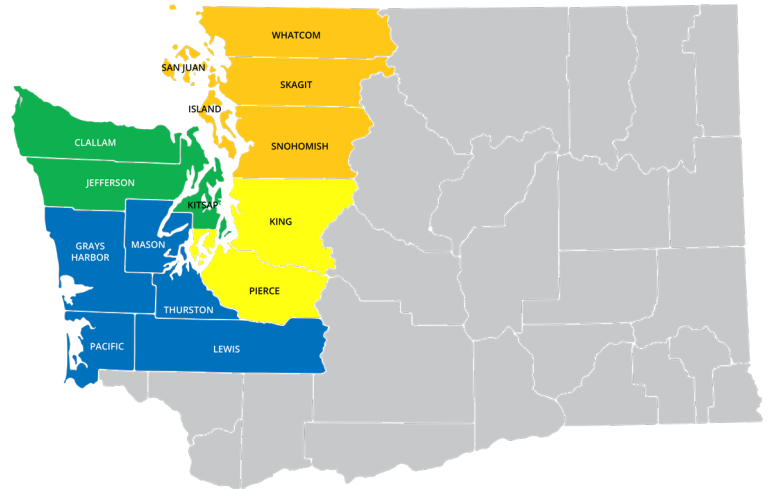 WHATCOM
SAN JUAN
SKAGIT
ISLAND
CLALLAM
SNOHOMISH
JEFFERSON
KITSAP
KING
GRAYS
HARBOR
MASON
PIERCE
THURSTON
PACIFIC
LEWIS